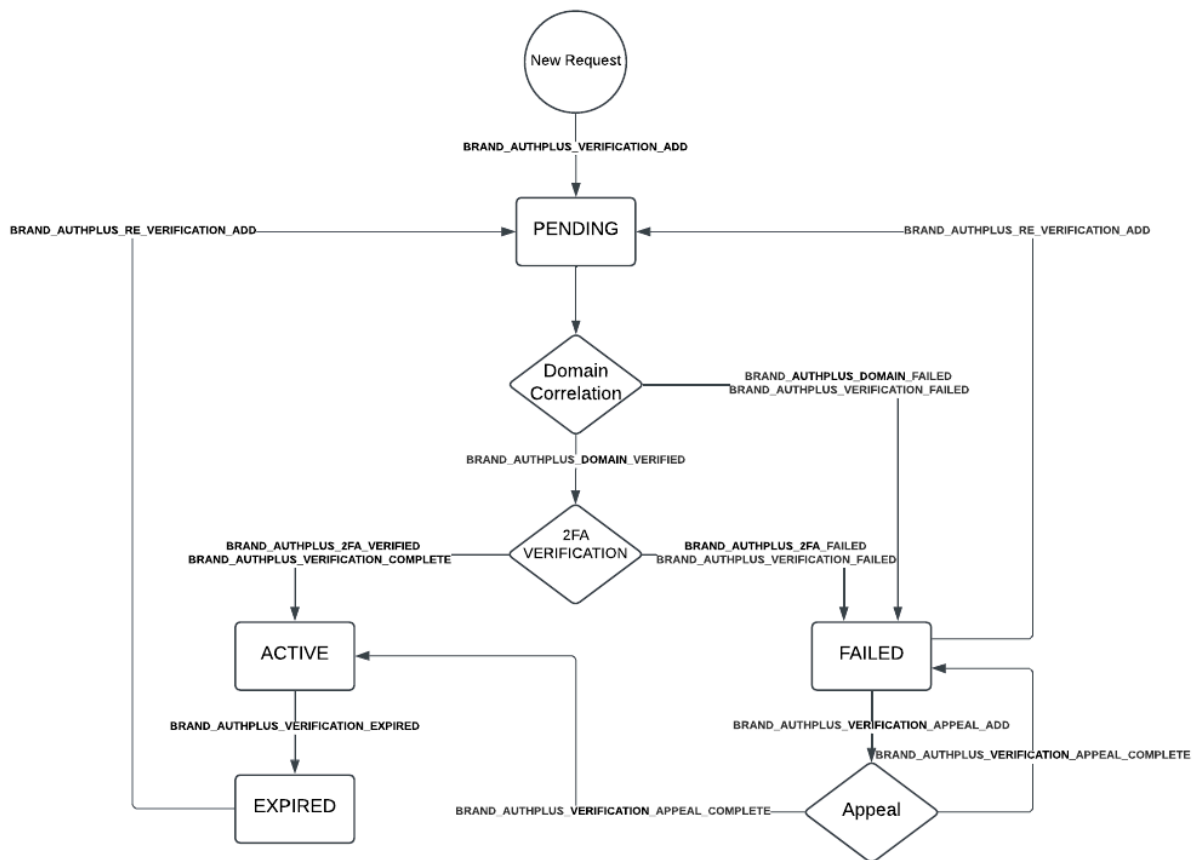 New Request
BRAND_AUTHPLUS_VERIFICATION_ADD
PENDING
BRAND_AUTHPLUS_RE_VERIFICATION_ADD
BRAND_AUTHPLUS_RE_VERIFICATION_ADD
Domain
Correlation
BRAND_AUTHPLUS_DOMAIN_FAILED
BRAND_AUTHPLUS_VERIFICATION_FAILED
BRAND_AUTHPLUS_DOMAIN_VERIFIED
2FA
VERIFICATION
BRAND_AUTHPLUS_2FA_VERIFIED
BRAND_AUTHPLUS_VERIFICATION_COMPLETE
BRAND_AUTHPLUS_2FA_FAILED
BRAND_AUTHPLUS_VERIFICATION_FAILED
ACTIVE
FAILED
BRAND_AUTHPLUS_VERIFICATION_EXPIRED
BRAND_AUTHPLUS_VERIFICATION_APPEAL_ADD
BRAND_AUTHPLUS_VERIFICATION_APPEAL_COMPLETE
EXPIRED
BRAND_AUTHPLUS_VERIFICATION_APPEAL_COMPLETE
Appeal